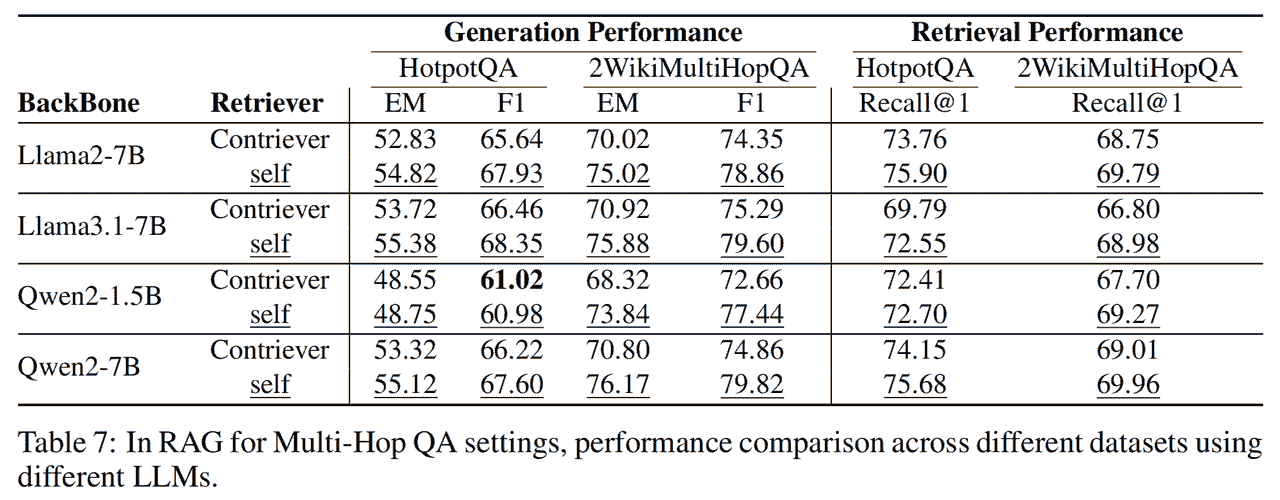 Generation Performance Retrieval Performance
HotpotQA 2WikiMultiHopQA HotpotQA 2WikiMultiHopQA
BackBone Retriever EM F1 EM F1 Recall@1 Recall@1
Llama2-7B Contriever 52.83 65.64 70.02 74.35 73.76 68.75
self 54.82 67.93 75.02 78.86 75.90 69.79
Llama3.1-7B Contriever 53.72 66.46 70.92 75.29 69.79 66.80
self 55.38 68.35 75.88 79.60 72.55 68.98
Qwen2-1.5B Contriever 48.55 61.02 68.32 72.66 72.41 67.70
self 48.75 60.98 73.84 77.44 72.70 69.27
Qwen2-7B Contriever 53.32 66.22 70.80 74.86 74.15 69.01
self 55.12 67.60 76.17 79.82 75.68 69.96
Table 7: In RAG for Multi-Hop QA settings, performance comparison across different datasets using
different LLMs.